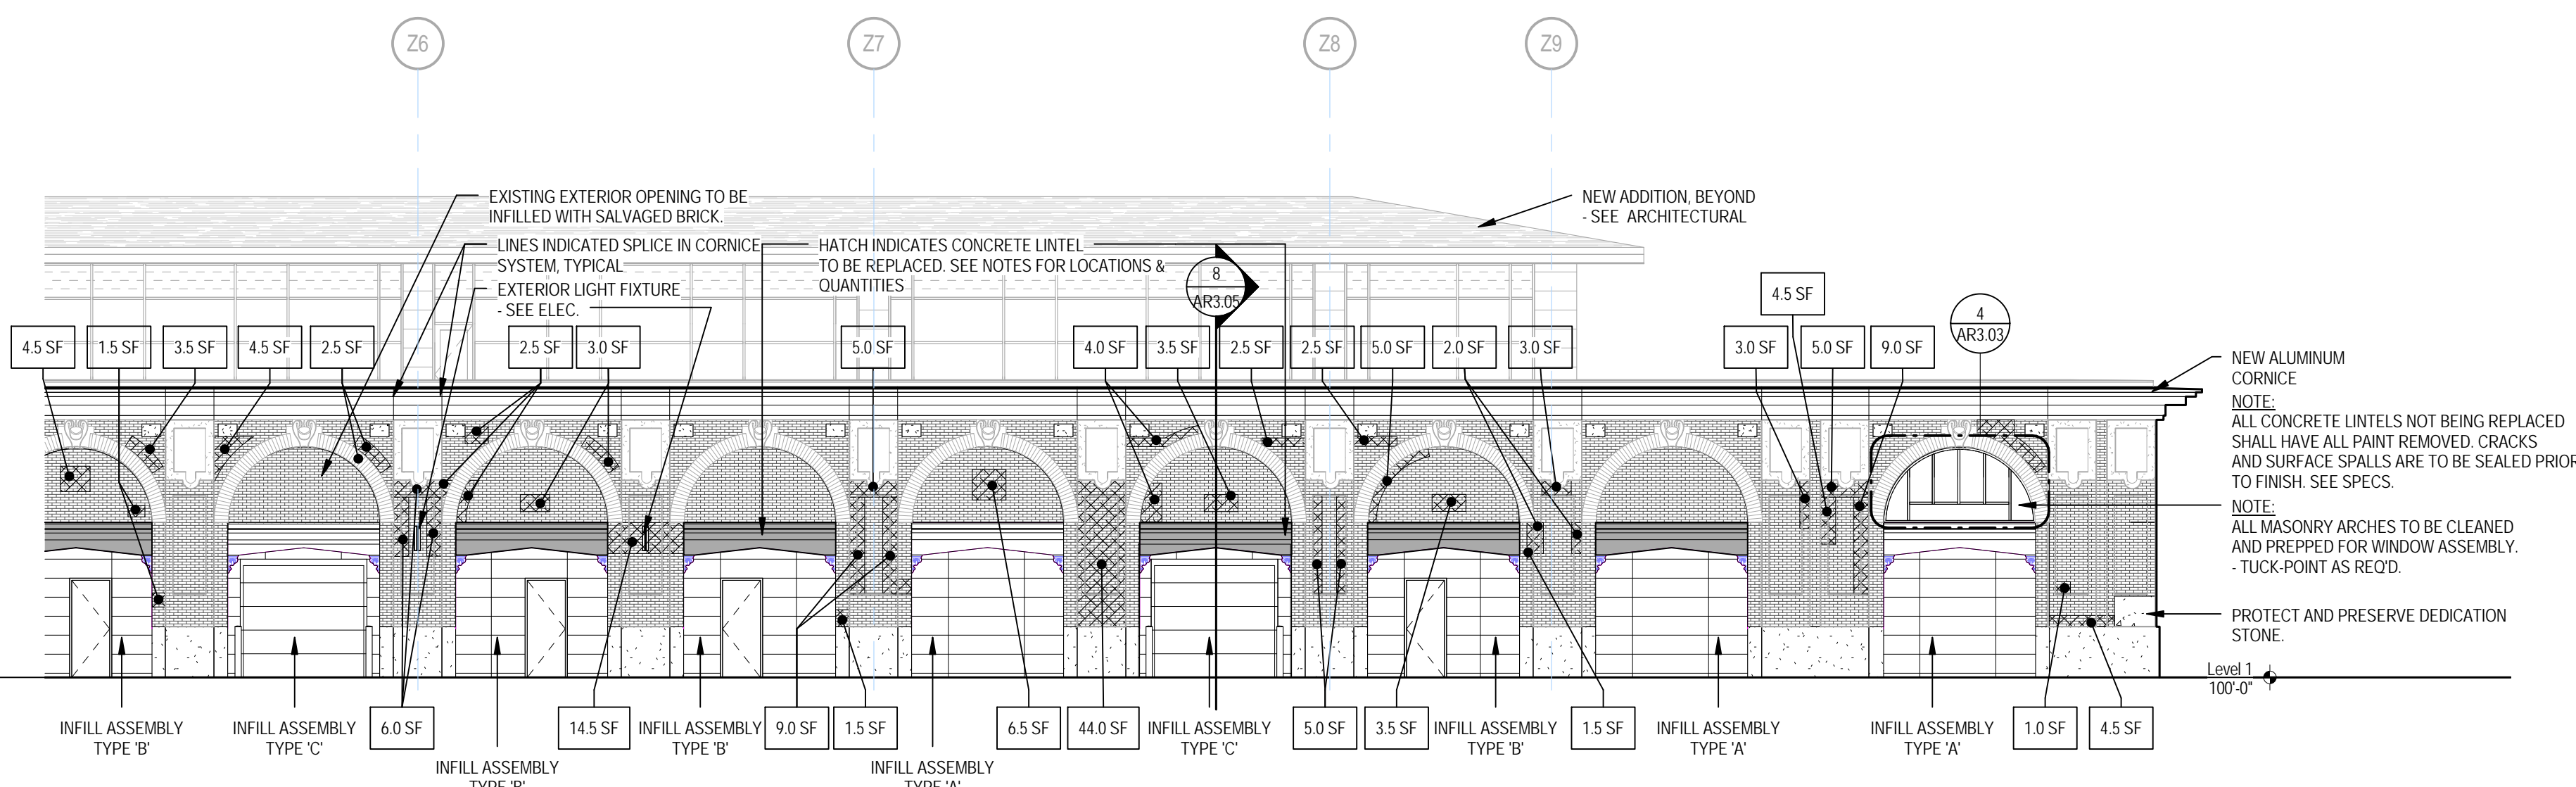 Z6
Z7
Z8
Z9
EXISTING EXTERIOR OPENING TO BE
INFILLED WITH SALVAGED BRICK.
NEW ADDITION, BEYOND
- SEE ARCHITECTURAL
LINES INDICATED SPLICE IN CORNICE
SYSTEM, TYPICAL
HATCH INDICATES CONCRETE LINTEL
TO BE REPLACED. SEE NOTES FOR LOCATIONS &
QUANTITIES
EXTERIOR LIGHT FIXTURE
- SEE ELEC.
8
AR3.05
4.5 SF
4
AR3.03
4.5 SF
1.5 SF
3.5 SF
4.5 SF
2.5 SF
2.5 SF
3.0 SF
5.0 SF
4.0 SF
3.5 SF
2.5 SF
2.5 SF
5.0 SF
2.0 SF
3.0 SF
3.0 SF
5.0 SF
9.0 SF
NEW ALUMINUM
CORNICE
NOTE:
ALL CONCRETE LINTELS NOT BEING REPLACED
SHALL HAVE ALL PAINT REMOVED. CRACKS
AND SURFACE SPALLS ARE TO BE SEALED PRIOR
TO FINISH. SEE SPECS.
NOTE:
ALL MASONRY ARCHES TO BE CLEANED
AND PREPPED FOR WINDOW ASSEMBLY.
- TUCK-POINT AS REQ'D.
PROTECT AND PRESERVE DEDICATION
STONE.
Level 1
100'-0"
INFILL ASSEMBLY
TYPE 'B'
INFILL ASSEMBLY
TYPE 'C'
6.0 SF
INFILL ASSEMBLY
TYPE 'B'
14.5 SF
INFILL ASSEMBLY
TYPE 'B'
9.0 SF
1.5 SF
INFILL ASSEMBLY
TYPE 'A'
6.5 SF
44.0 SF
INFILL ASSEMBLY
TYPE 'C'
5.0 SF
3.5 SF
INFILL ASSEMBLY
TYPE 'B'
1.5 SF
INFILL ASSEMBLY
TYPE 'A'
INFILL ASSEMBLY
TYPE 'A'
1.0 SF
4.5 SF